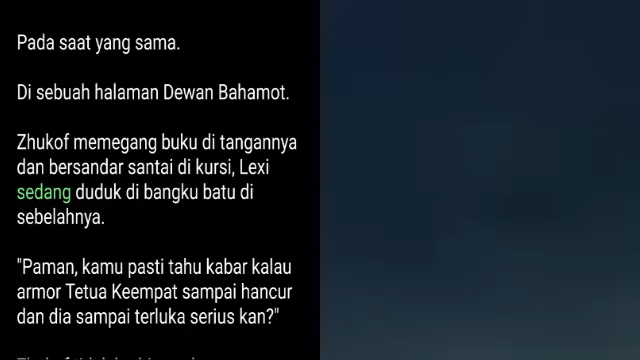 Pada saat yang sama.
Di sebuah halaman Dewan Bahamot.
Zhukof memegang buku di tangannya
dan bersandar santai di kursi, Lexi
sedang duduk di bangku batu di
sebelahnya.
"Paman, kamu pasti tahu kabar kalau
armor Tetua Keempat sampai hancur
dan dia sampai terluka serius kan?"